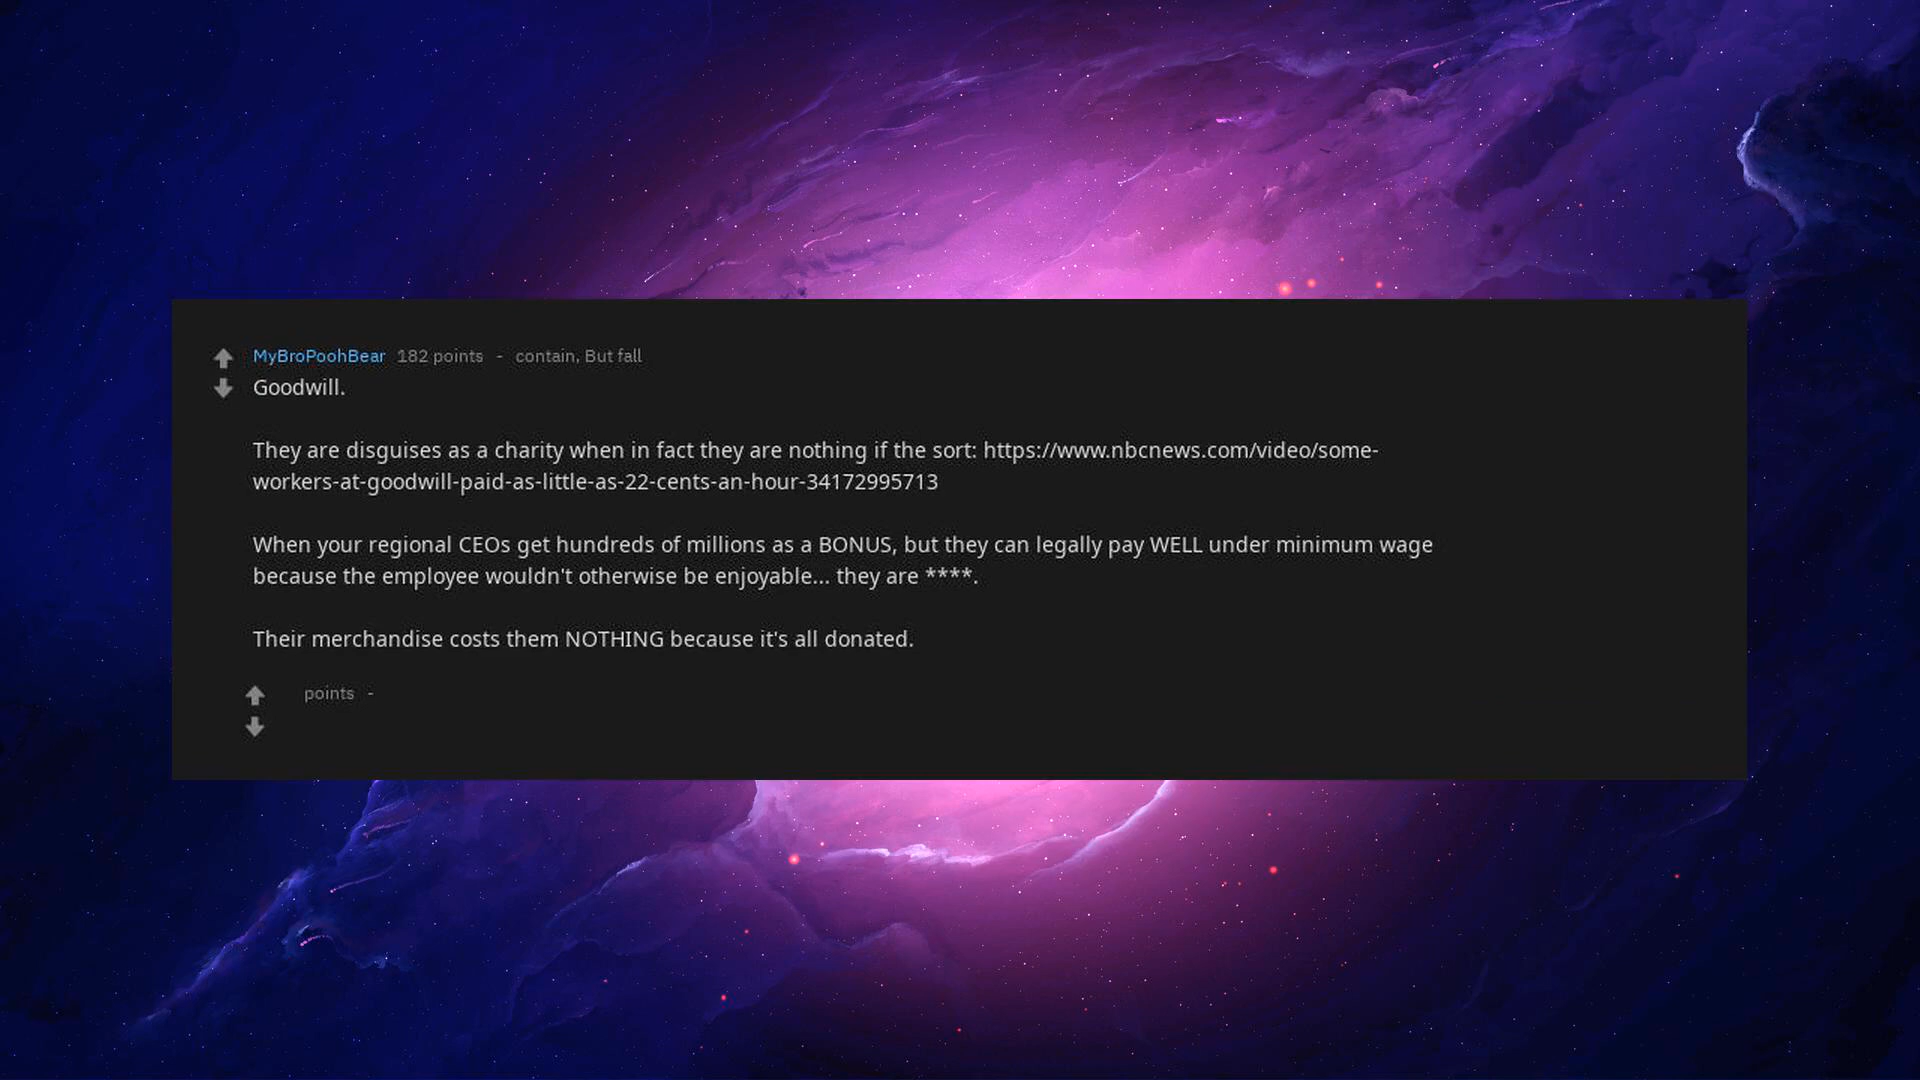 MyBroPoohBear 182 points - contain, But fall
Goodwill.
They are disguises as a charity when in fact they are nothing if the sort: https://www.nbcnews.com/video/some-
workers-at-goodwill-paid-as-little-as-22-cents-an-hour-34172995713
When your regional CEOs get hundreds of millions as a BONUS, but they can legally pay WELL under minimum wage
because the employee wouldn't otherwise be enjoyable... they are ****.
Their merchandise costs them NOTHING because it's all donated.
points -